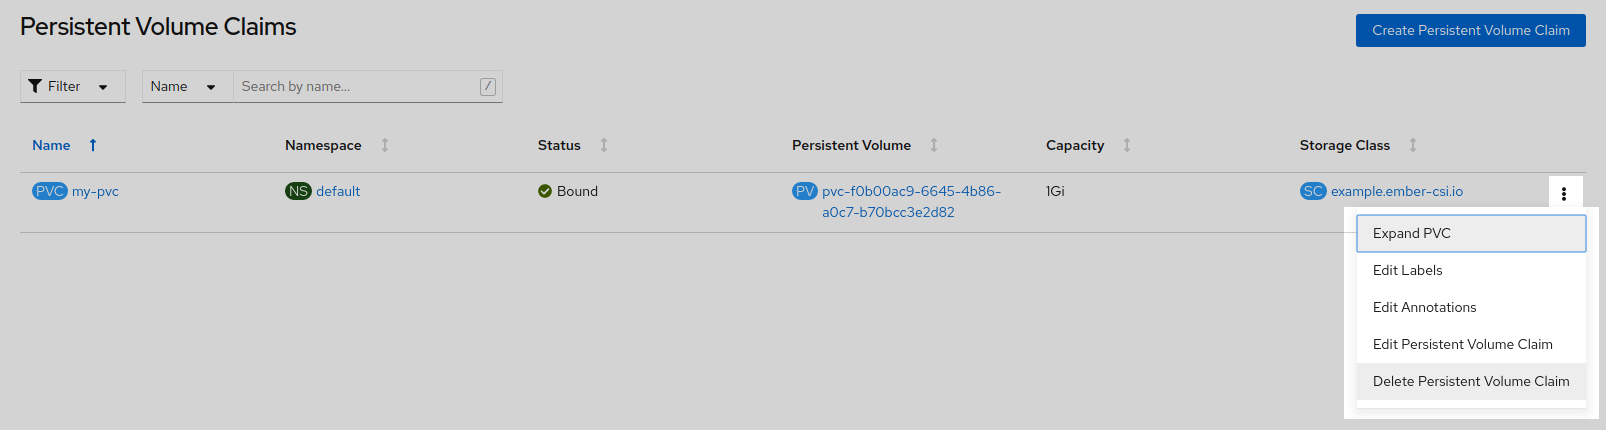 Persistent Volume Claims
Create Persistent Volume Claim
Filter Name Search by name... /
Name Namespace Status Persistent Volume Capacity Storage Class
PVC my-pvc NS default Bound PV pvc-f0b00ac9-6645-4b86- 1Gi SC example.ember-csi.io
a0c7-b70bcc3e2d82
Expand PVC
Edit Labels
Edit Annotations
Edit Persistent Volume Claim
Delete Persistent Volume Claim